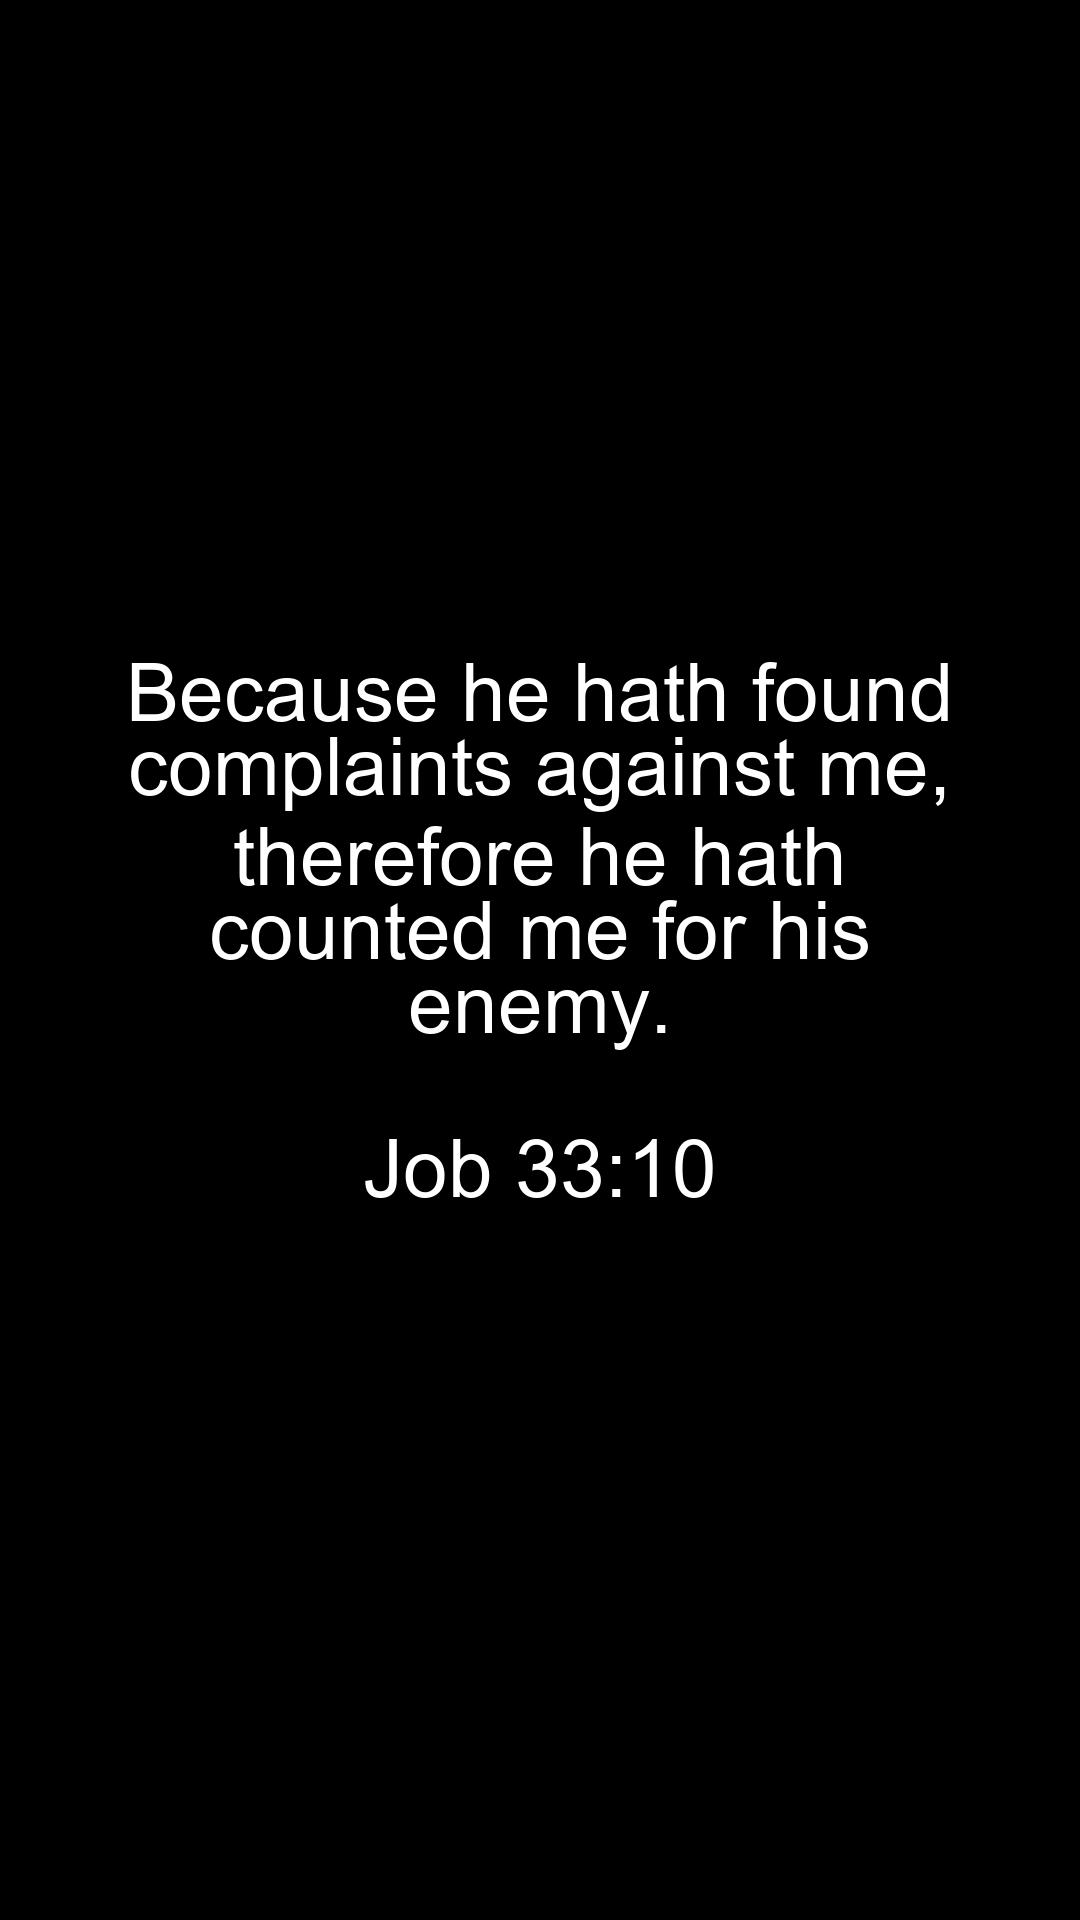 Because he hath found
complaints against me,
therefore he hath
counted me for his
enemy.
Job 33:10